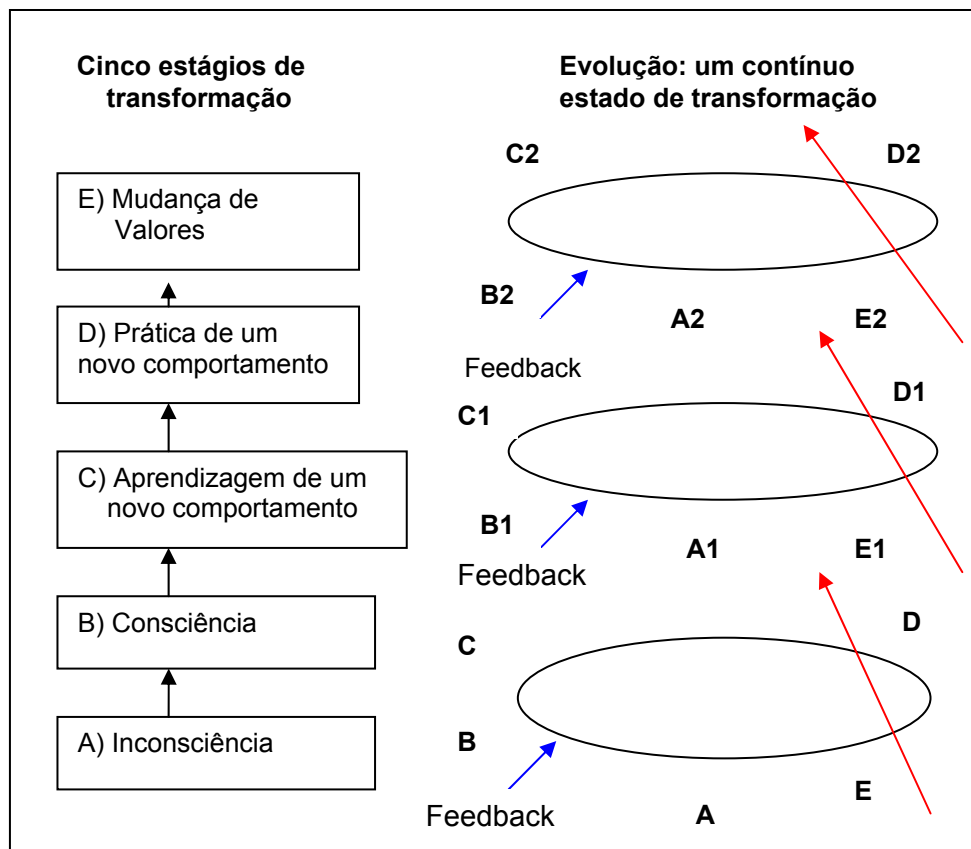 Cinco estágios de
transformação
E) Mudança de
Valores
D) Prática de um
novo comportamento
C) Aprendizagem de um
novo comportamento
B) Consciência
A) Inconsciência
Evolução: um contínuo
estado de transformação
C2
D2
B2
A2
E2
Feedback
C1
D1
B1
A1
E1
Feedback
C
D
B
E
Feedback
A